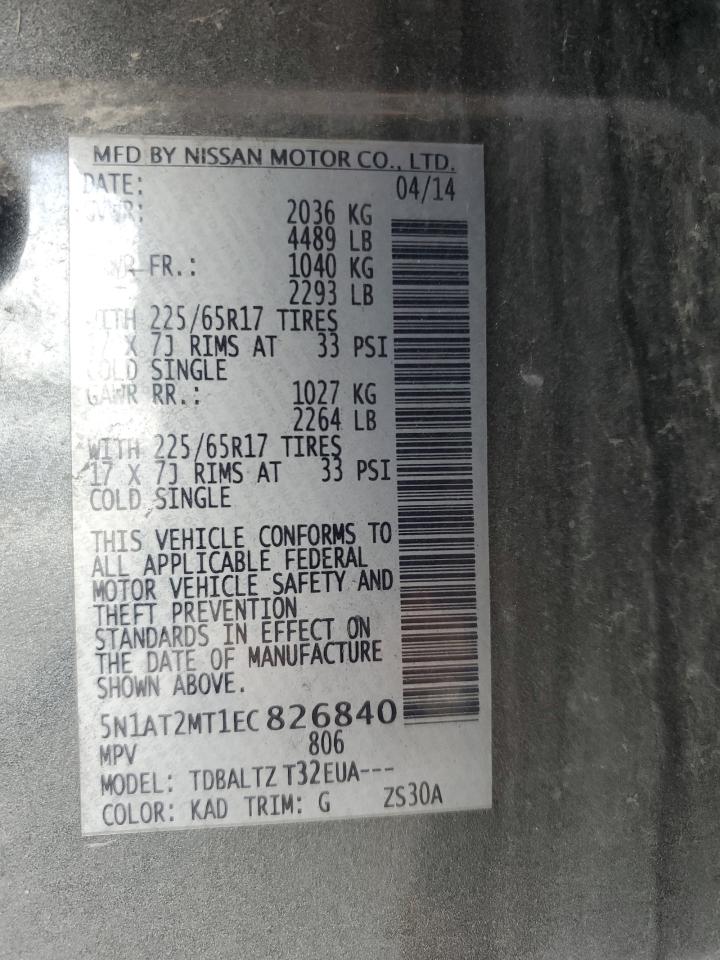 MFD BY NISSAN MOTOR CO., LTD.
DATE: 04/14
GVWR: 2036 KG
4489 LB
GAWR FR.: 1040 KG
2293 LB
WITH 225/65R17 TIRES
17 X 7J RIMS AT 33 PSI
COLD SINGLE
GAWR RR.: 1027 KG
2264 LB
WITH 225/65R17 TIRES
17 X 7J RIMS AT 33 PSI
COLD SINGLE
THIS VEHICLE CONFORMS TO
ALL APPLICABLE FEDERAL
MOTOR VEHICLE SAFETY AND
THEFT PREVENTION
STANDARDS IN EFFECT ON
THE DATE OF MANUFACTURE
SHOWN ABOVE.
5N1AT2MT1EC826840
MPV 806
MODEL: TDBALTZ T32EUA---
COLOR: KAD TRIM: G ZS30A